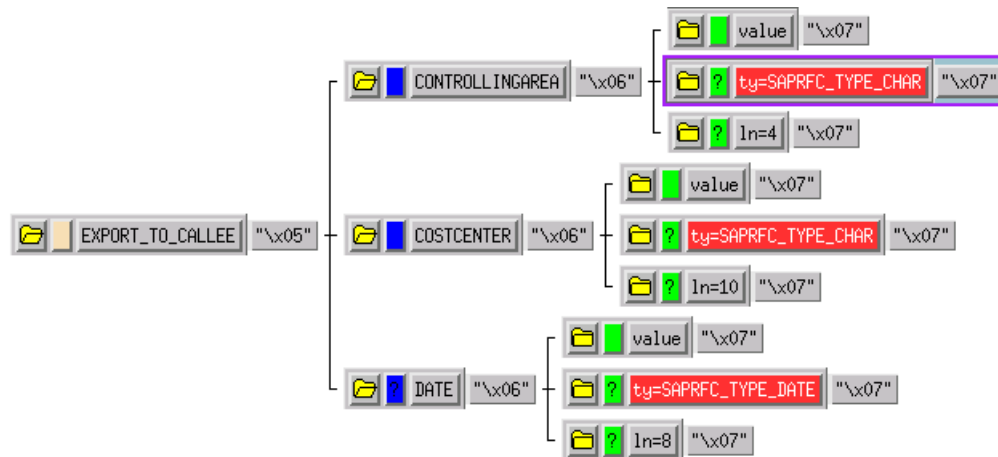 value "\x07"
CONTROLLINGAREA "\x06" ? ty=SAPRFC_TYPE_CHAR "\x07"
? ln=4 "\x07"
value "\x07"
EXPORT_TO_CALLEE "\x05" COSTCENTER "\x06" ? ty=SAPRFC_TYPE_CHAR "\x07"
? ln=10 "\x07"
value "\x07"
? DATE "\x06" ? ty=SAPRFC_TYPE_DATE "\x07"
? ln=8 "\x07"